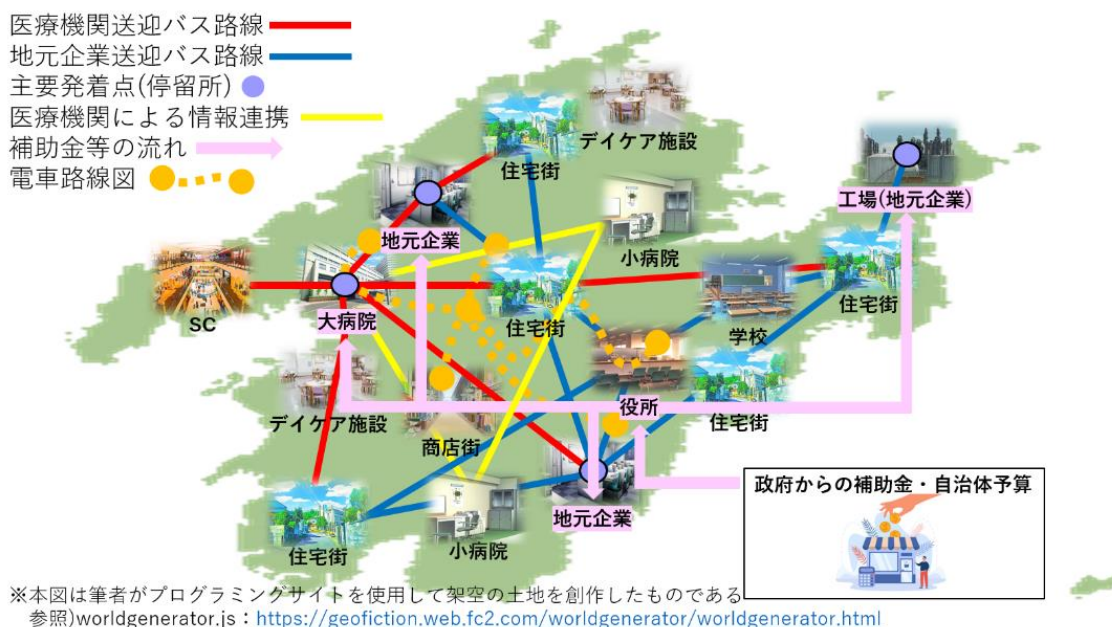 医療機関送迎バス路線
地元企業送迎バス路線
主要発着点(停留所)
医療機関による情報連携
補助金等の流れ
電車路線図
デイケア施設
住宅街
工場(地元企業)
地元企業
小病院
住宅街
SC
大病院
住宅街
学校
デイケア施設
役所
住宅街
商店街
政府からの補助金・自治体予算
地元企業
住宅街
小病院
※本図は筆者がプログラミングサイトを使用して架空の土地を創作したものである
参照)worldgenerator.js：https://geofiction.web.fc2.com/worldgenerator/worldgenerator.html